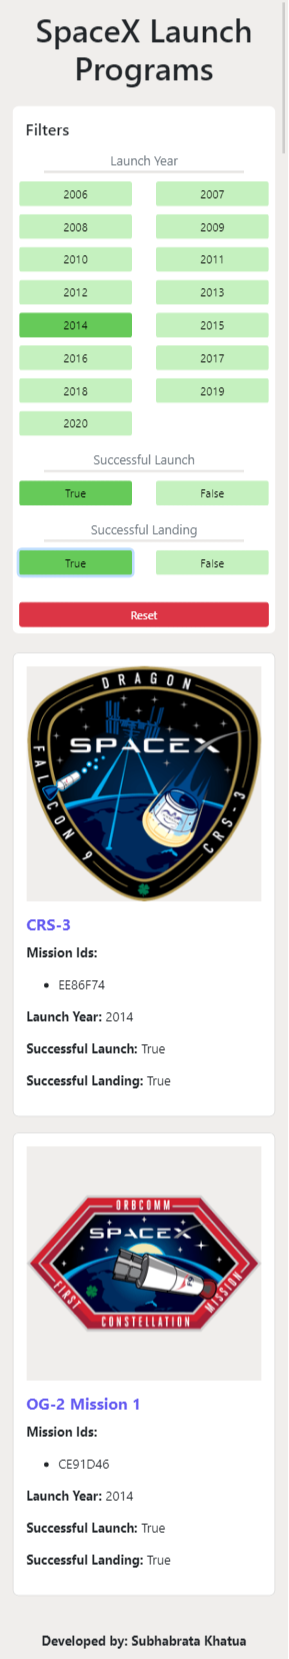 SpaceX Launch
Programs
Filters
Launch Year
2006
2007
2008
2009
2010
2011
2012
2013
2014
2015
2016
2017
2018
2019
2020
Successful Launch
True
False
Successful Landing
True
False
Reset
DRAGON
SPACEX
FALCON 9
CRS-3
CRS-3
Mission Ids:
• EE86F74
Launch Year: 2014
Successful Launch: True
Successful Landing: True
ORBCOMM
SPACEX
FIRST
MISSION
CONSTELLATION
OG-2 Mission 1
Mission Ids:
• CE91D46
Launch Year: 2014
Successful Launch: True
Successful Landing: True
Developed by: Subhabrata Khatua